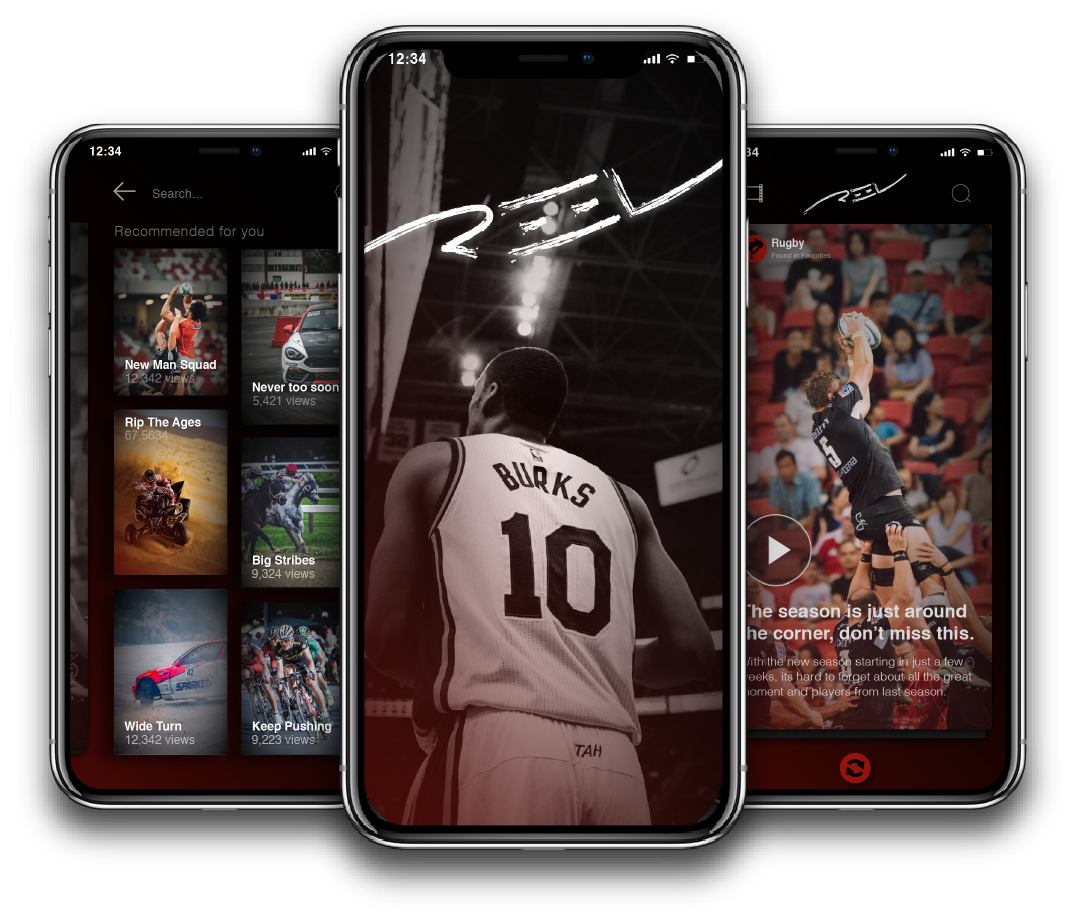 12:34
Search...
Recommended for you
New Man Squad
12,342 views
Never too soon
5,421 views
Rip The Ages
67,5634
Big Stribes
9,324 views
Wide Turn
12,342 views
42
SPARKED
Keep Pushing
9,223 views
12:34
REEL
BURKS
10
TAH
34
REEL
Rugby
Found in Favorites
5
The season is just around
the corner, don't miss this.
With the new season starting in just a few
weeks, its hard to forget about all the great
moment and players from last season.